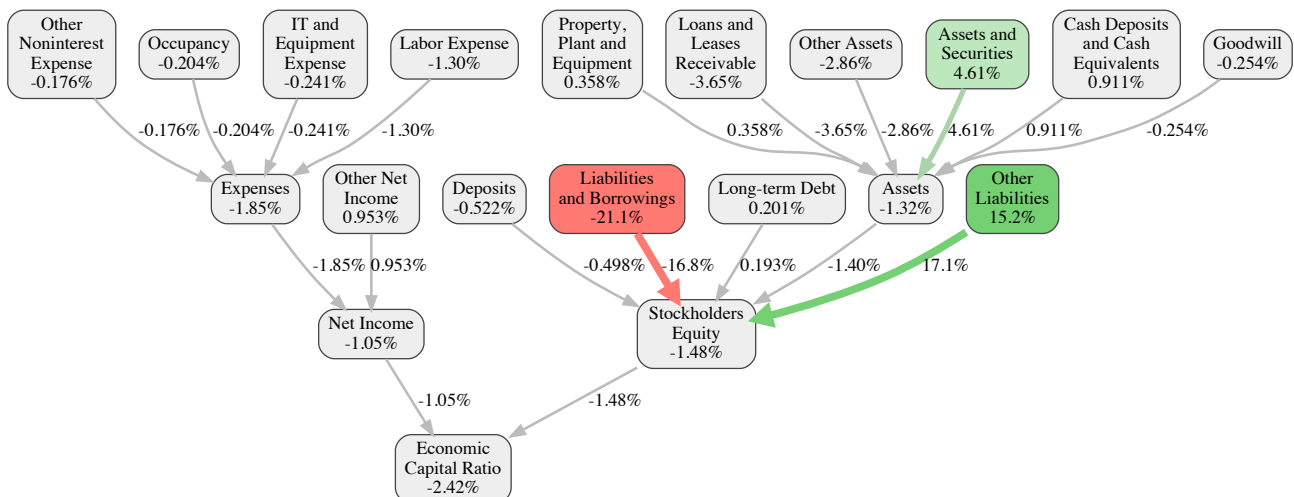 Other
Noninterest
Expense
-0.176%
Occupancy
-0.204%
IT and
Equipment
Expense
-0.241%
Labor Expense
-1.30%
Property,
Plant and
Equipment
0.358%
Loans and
Leases
Receivable
-3.65%
Other Assets
-2.86%
Assets and
Securities
4.61%
Cash Deposits
and Cash
Equivalents
0.911%
Goodwill
-0.254%
-0.176%
-0.204%
-0.241%
-1.30%
0.358%
-3.65%
-2.86%
4.61%
0.911%
-0.254%
Expenses
-1.85%
Other Net
Income
0.953%
Deposits
-0.522%
Liabilities
and Borrowings
-21.1%
Long-term Debt
0.201%
Assets
-1.32%
Other
Liabilities
15.2%
-1.85%
0.953%
-0.498%
-16.8%
0.193%
-1.40%
17.1%
Net Income
-1.05%
Stockholders
Equity
-1.48%
-1.05%
-1.48%
Economic
Capital Ratio
-2.42%